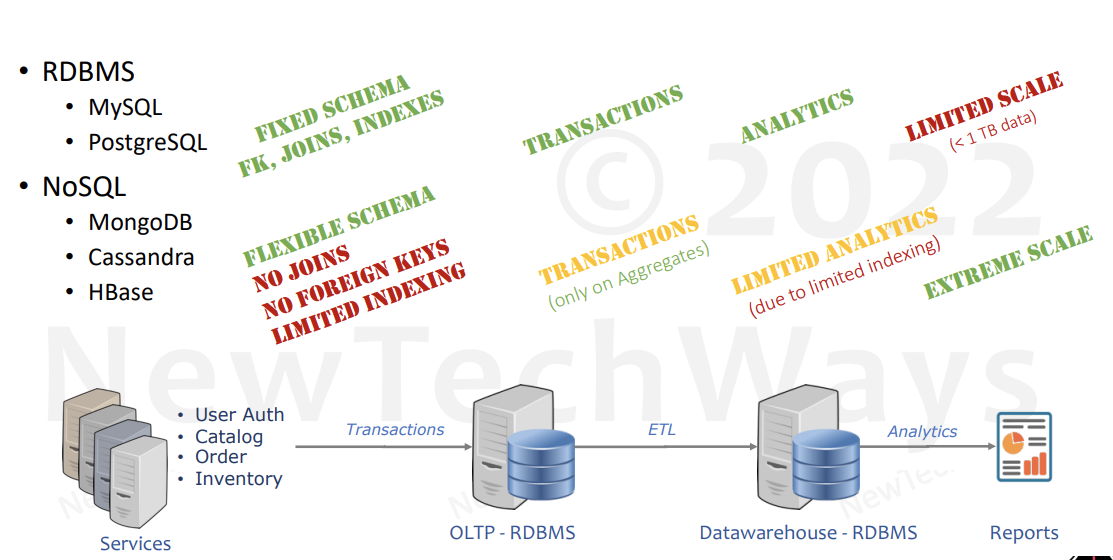 • RDBMS
• MySQL
• PostgreSQL
• NoSQL
• MongoDB
• Cassandra
• HBase
FIXED SCHEMA
FK, JOINS, INDEXES
TRANSACTIONS
ANALYTICS
LIMITED SCALE
(< 1 TB data)
FLEXIBLE SCHEMA
NO JOINS
NO FOREIGN KEYS
LIMITED INDEXING
TRANSACTIONS
(only on Aggregates)
LIMITED ANALYTICS
(due to limited indexing)
EXTREME SCALE
© 2022
NewTechWays
• User Auth
• Catalog
• Order
• Inventory
Transactions
ETL
Analytics
Services
OLTP - RDBMS
Datawarehouse - RDBMS
Reports